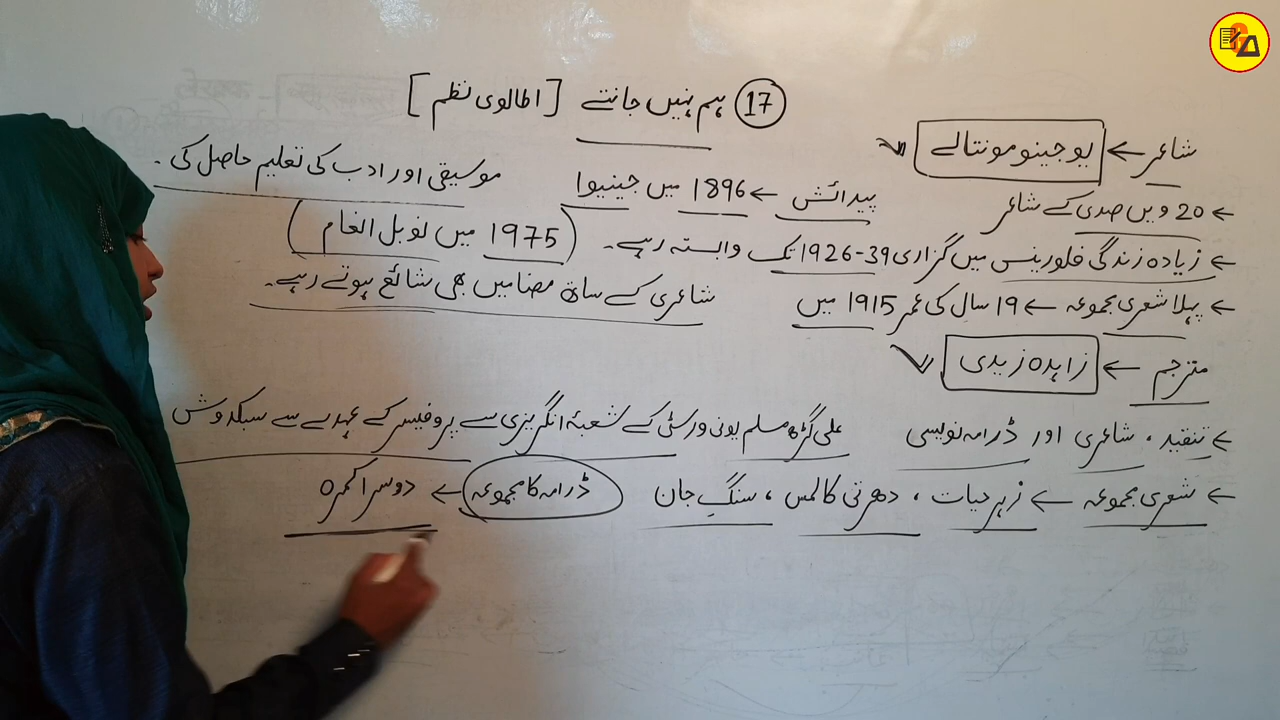 17 ہم نہیں جانتے [اطالوی نظم]
شاعر ← یوجینو مونتالے
← 20 ویں صدی کے شاعر پیدائش ← 1896 میں جینیوا موسیقی اور ادب کی تعلیم حاصل کی۔
← زیادہ زندگی فلورینس میں گزاری 39-1926 تک وابستہ رہے۔ (1975 میں نوبل انعام)
← پہلا شعری مجموعہ ← 19 سال کی عمر 1915 میں شاعری کے ساتھ مضامین بھی شائع ہوتے رہے۔
مترجم ← زاہدہ زیدی
← تنقید، شاعری اور ڈرامہ نویسی علی گڑھ مسلم یونی ورسٹی کے شعبۂ انگریزی سے پروفیسر کے عہدے سے سبکدوش
← شعری مجموعہ ← زہر حیات، دھرتی کا لمس، سنگِ جان ڈرامہ کا مجموعہ ← دوسرا کمرہ